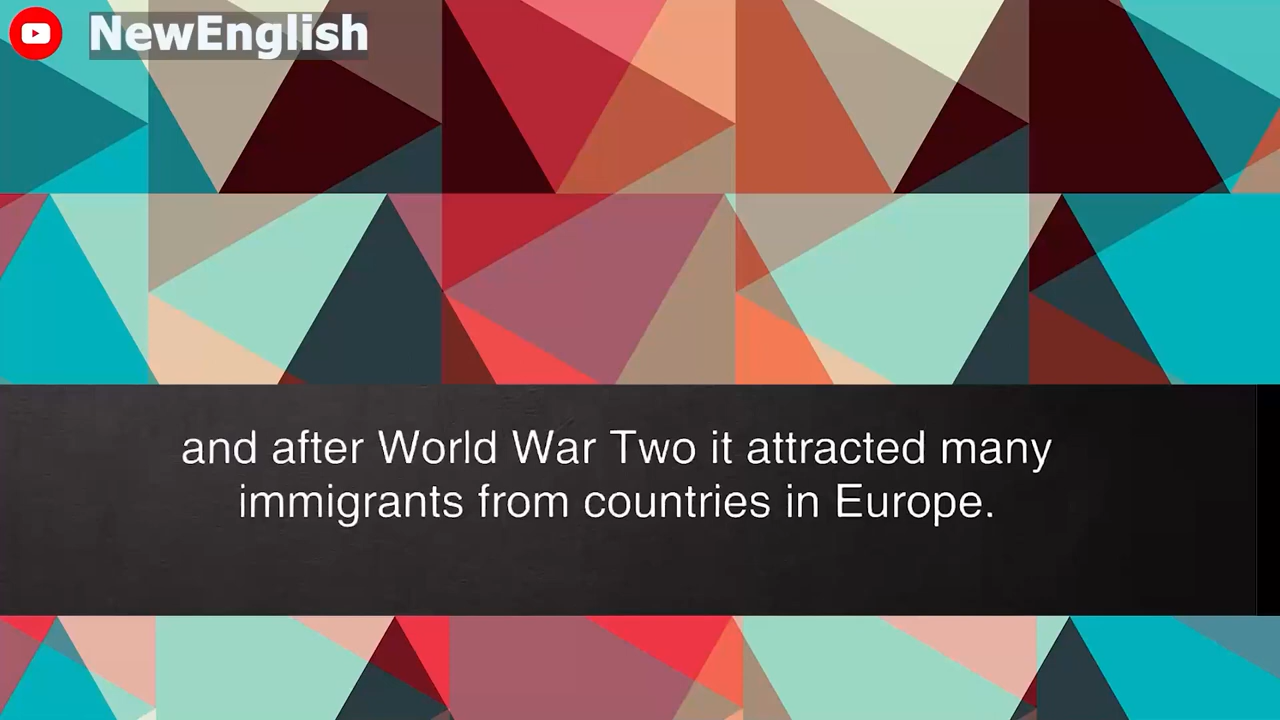 NewEnglish
and after World War Two it attracted many
immigrants from countries in Europe.